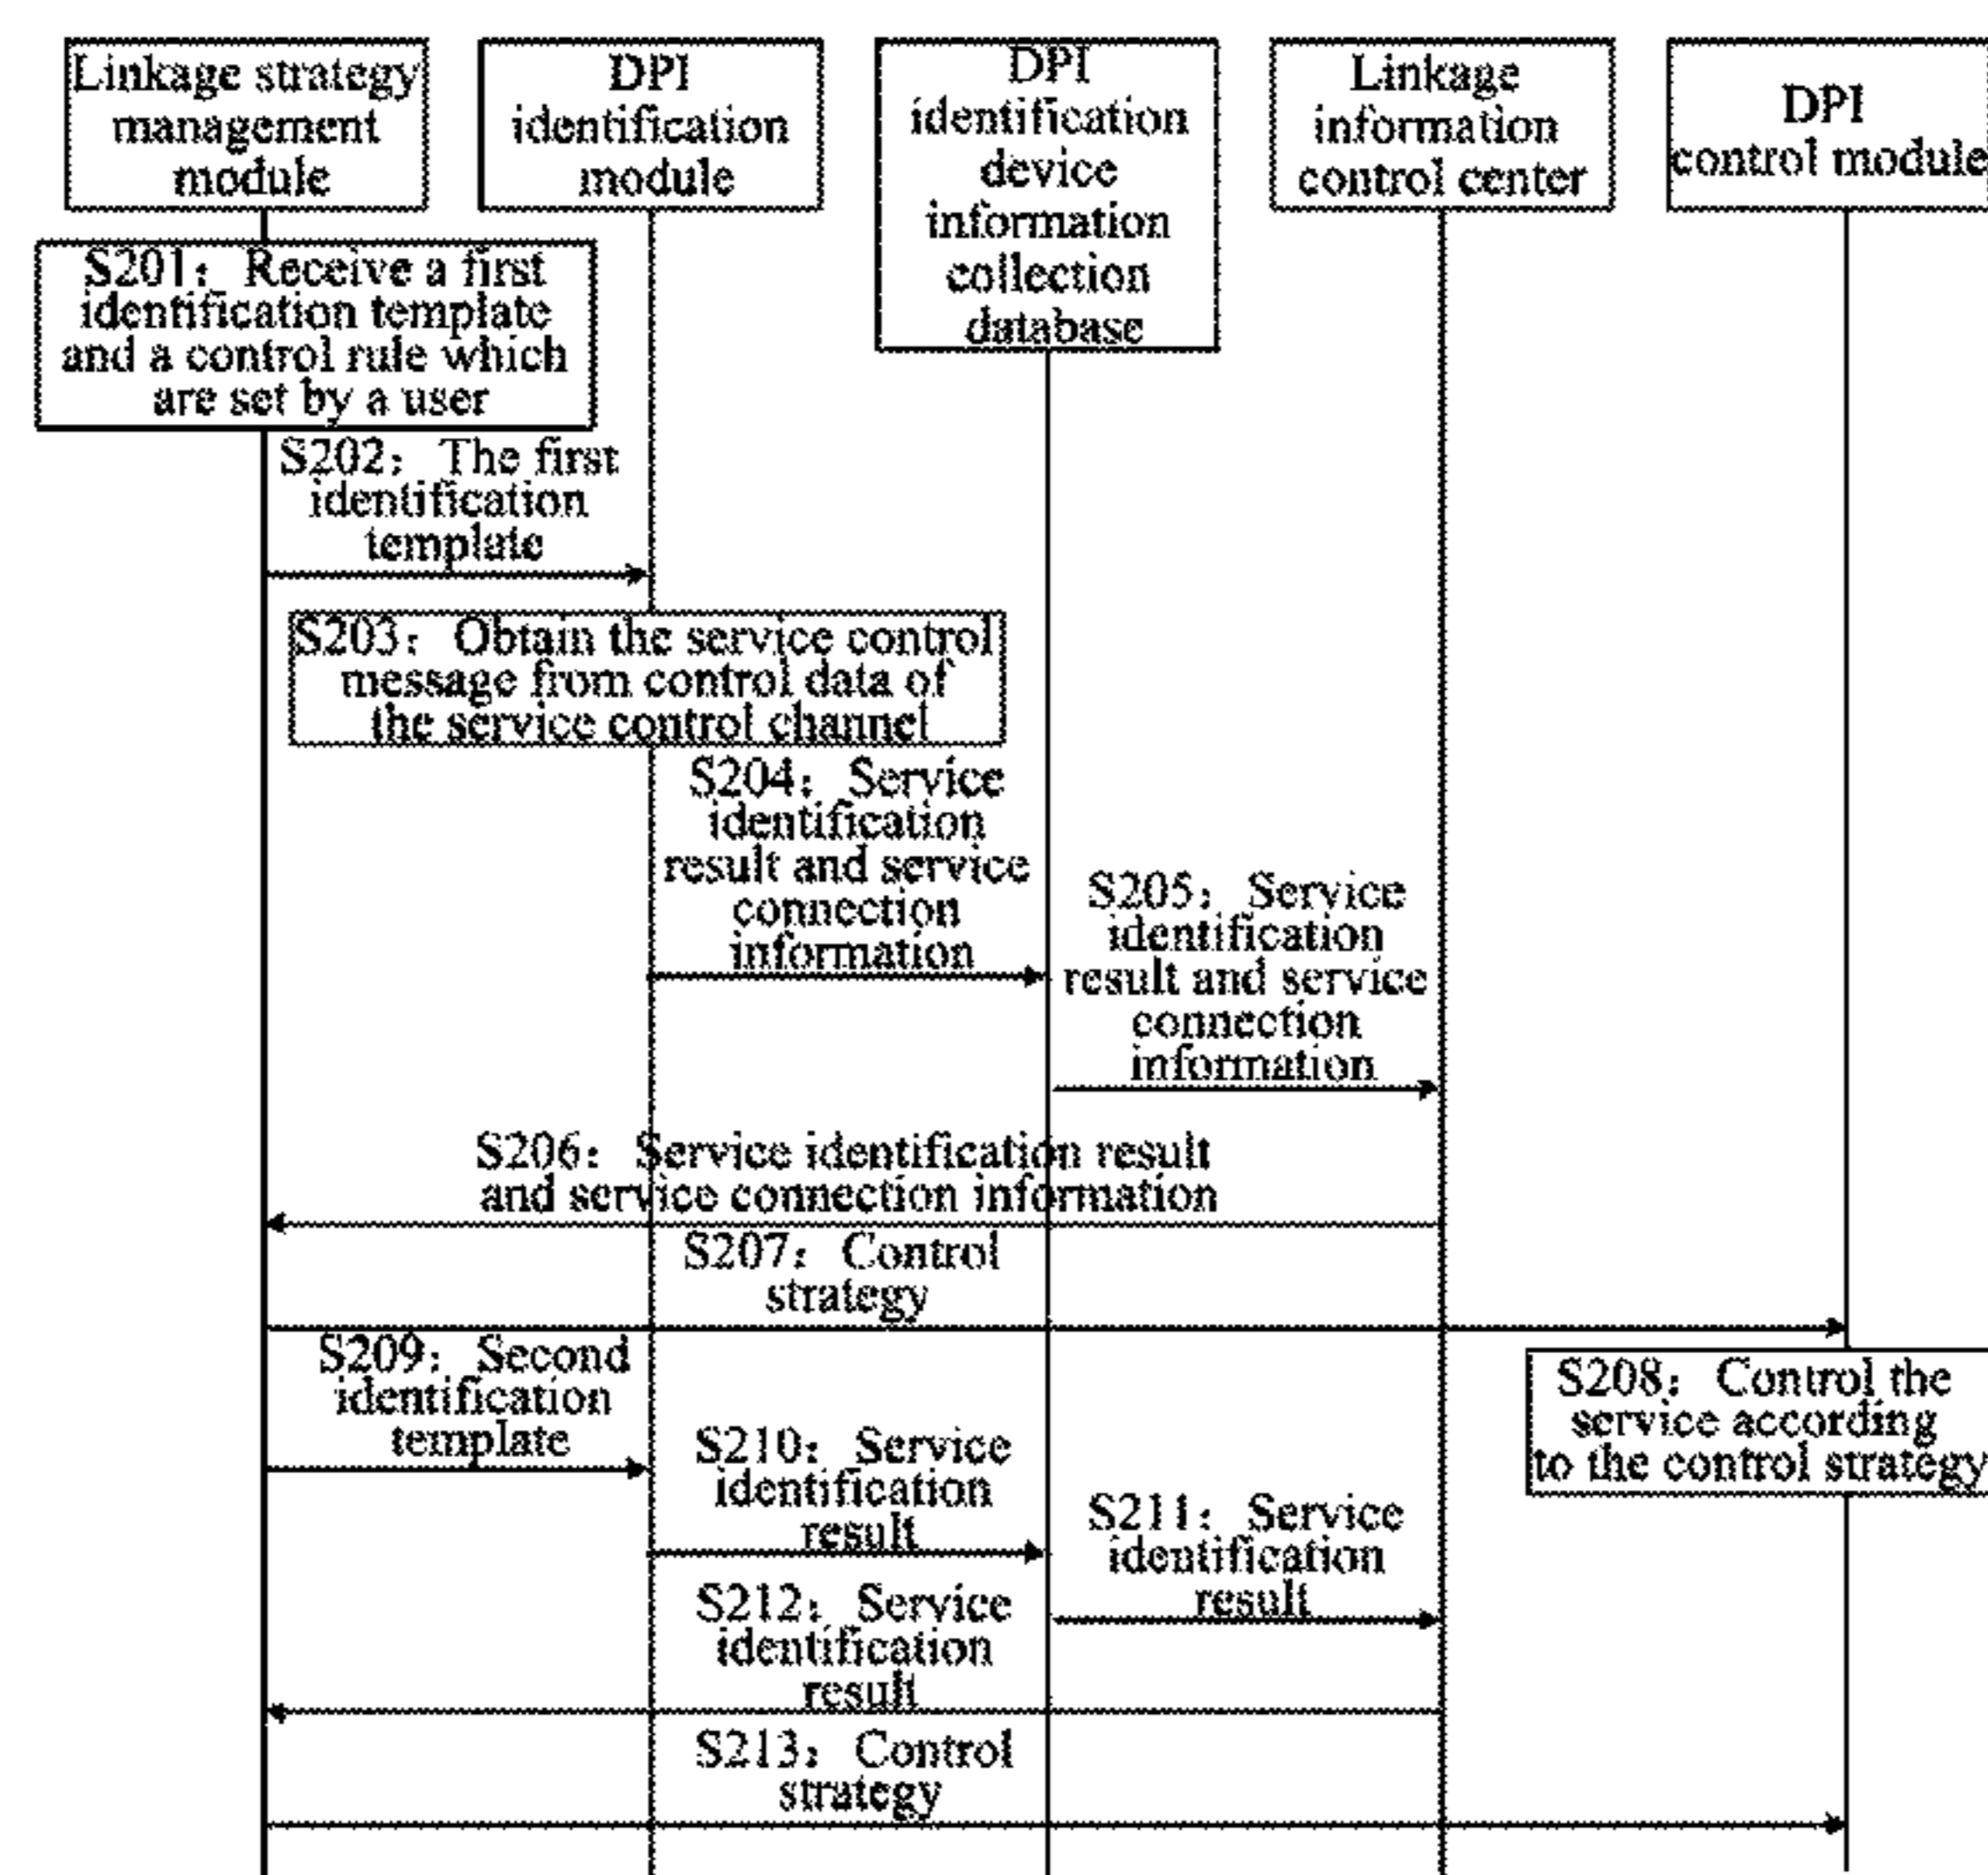 Linkage strategy
management
module
DPI
identification
module
DPI
identification
device
information
collection
database
Linkage
information
control center
DPI
control module
S201: Receive a first
identification template
and a control rule which
are set by a user
S202: The first
identification
template
S203: Obtain the service control
message from control data of
the service control channel
S204: Service
identification
result and service
connection
information
S205: Service
identification
result and service
connection
information
S206: Service identification result
and service connection information
S207: Control
strategy
S209: Second
identification
template
S208: Control the
service according
to the control strategy
S210: Service
identification
result
S211: Service
identification
result
S212: Service
identification
result
S213: Control
strategy